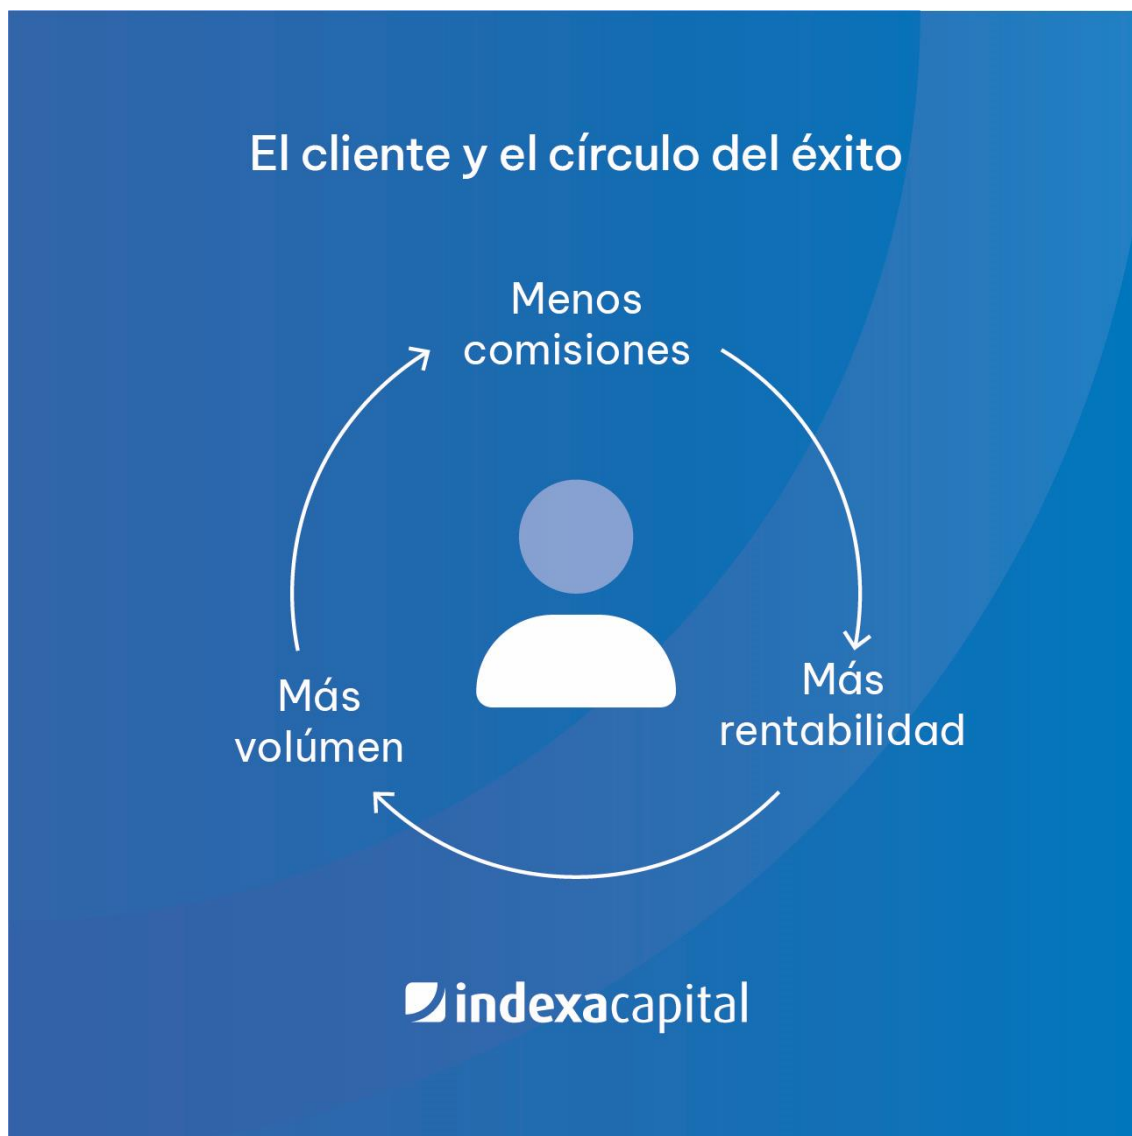 El cliente y el círculo del éxito
Menos
comisiones
Más
rentabilidad
Más
volúmen
indexacapital